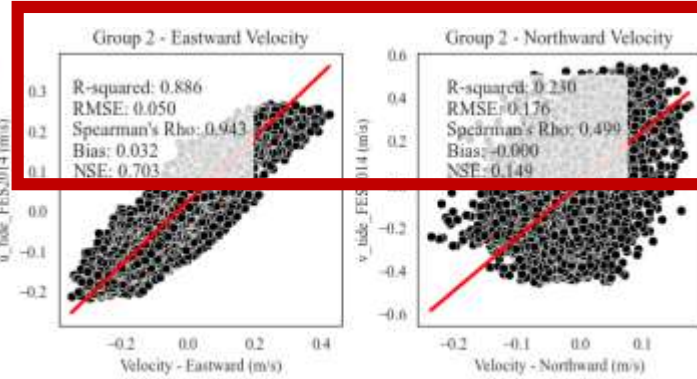 Group 2 - Eastward Velocity
R-squared: 0.886
RMSE: 0.050
Spearman's Rho: 0.943
Bias: 0.032
NSE: 0.703
0.3
0.2
0.1
0.0
−0.1
−0.2
u_tide_FES2014 (m/s)
−0.2
0.0
0.2
0.4
Velocity - Eastward (m/s)
Group 2 - Northward Velocity
R-squared: 0.230
RMSE: 0.176
Spearman's Rho: 0.499
Bias: -0.000
NSE: 0.149
0.6
0.4
0.2
−0.2
−0.4
−0.6
v_tide_FES2014 (m/s)
−0.2
−0.1
0.0
0.1
Velocity - Northward (m/s)